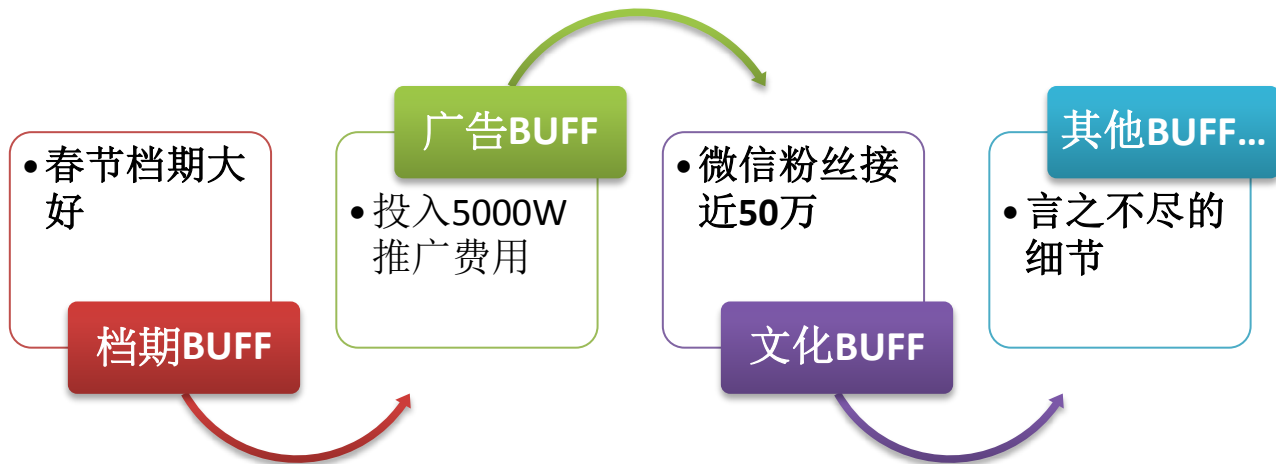 • 春节档期大
好
档期BUFF
广告BUFF
• 投入5000W
推广费用
• 微信粉丝接
近50万
文化BUFF
其他BUFF...
• 言之不尽的
细节